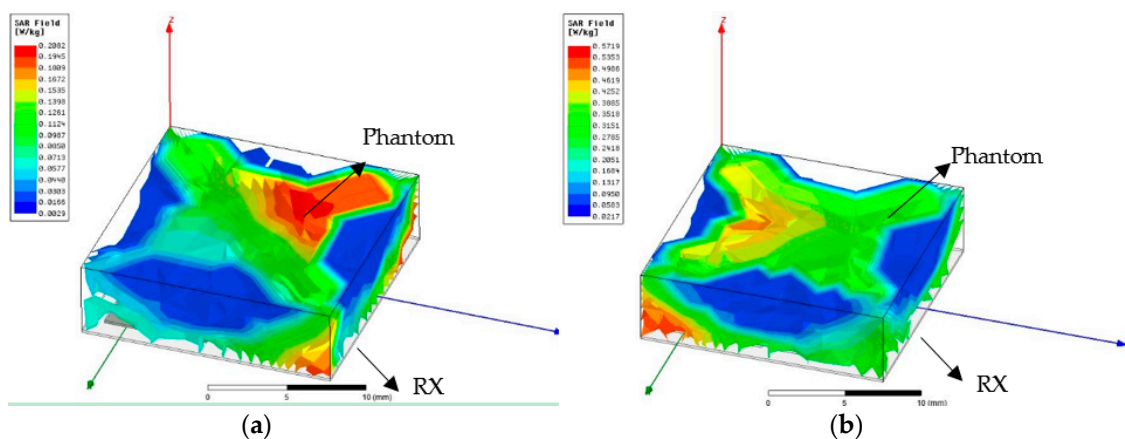 SAR Field
[W/kg]
0.2082
0.1945
0.1809
0.1672
0.1535
0.1398
0.1261
0.1124
0.0987
0.0850
0.0713
0.0577
0.0440
0.0303
0.0166
0.0029
Z
Phantom
RX
0 5 10 (mm)
(a)
SAR Field
[W/kg]
0.5719
0.5353
0.4986
0.4619
0.4252
0.3885
0.3518
0.3151
0.2785
0.2418
0.2051
0.1684
0.1317
0.0950
0.0583
0.0217
Z
Phantom
RX
0 5 10 (mm)
(b)